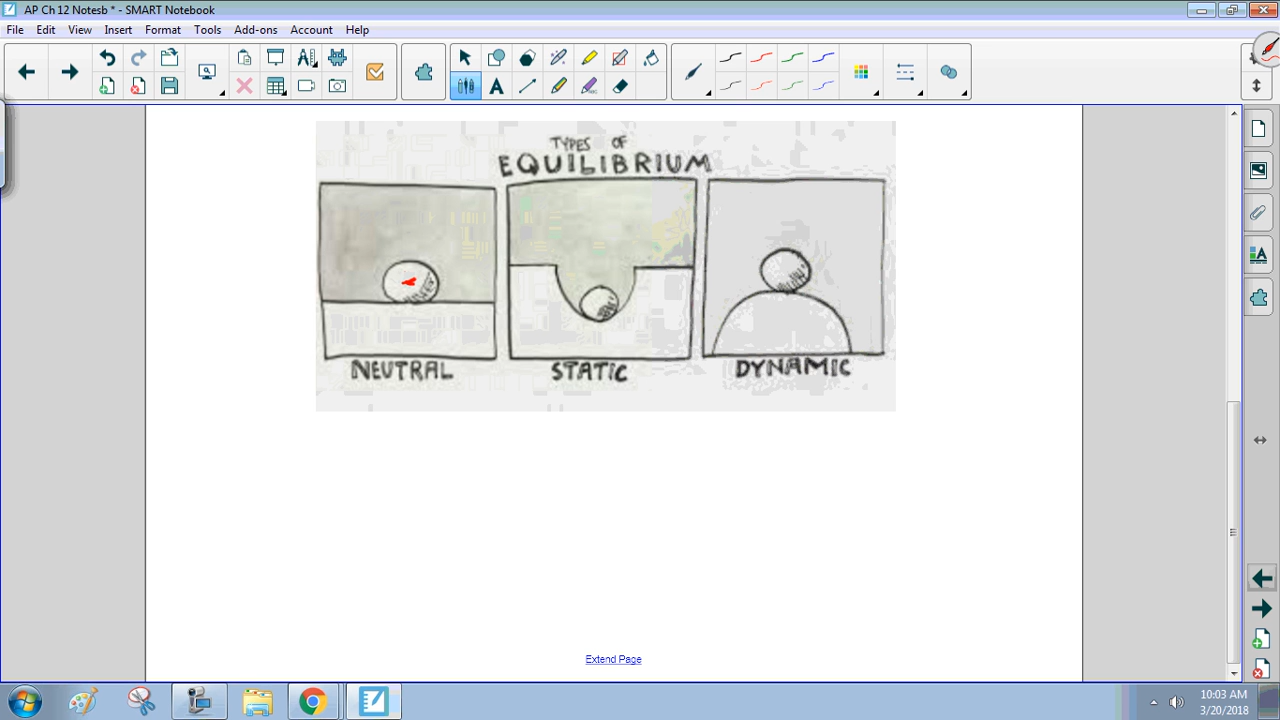 AP Ch 12 Notesb * - SMART Notebook
File Edit View Insert Format Tools Add-ons Account Help
TYPES OF
EQUILIBRIUM
NEUTRAL STATIC DYNAMIC
Extend Page
10:03 AM
3/20/2018